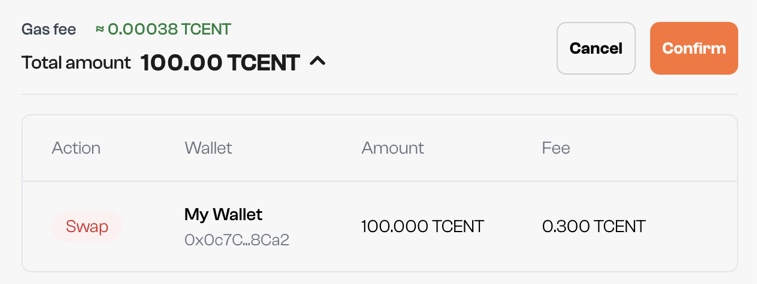 Gas fee ≈ 0.00038 TCENT
Total amount 100.00 TCENT
Cancel Confirm
Action Wallet Amount Fee
Swap My Wallet 100.000 TCENT 0.300 TCENT
0x0c7C...8Ca2